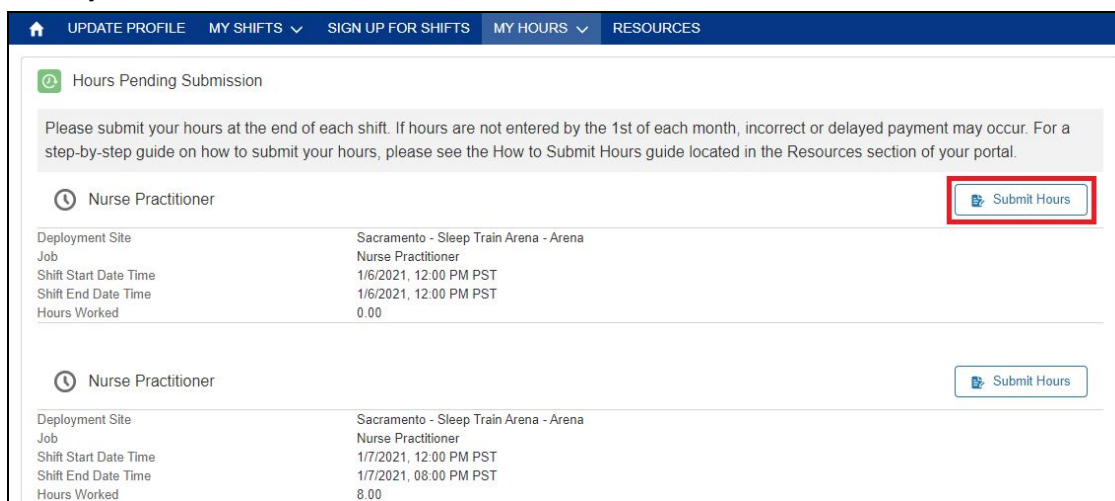 UPDATE PROFILE MY SHIFTS SIGN UP FOR SHIFTS MY HOURS RESOURCES
Hours Pending Submission
Please submit your hours at the end of each shift. If hours are not entered by the 1st of each month, incorrect or delayed payment may occur. For a
step-by-step guide on how to submit your hours, please see the How to Submit Hours guide located in the Resources section of your portal.
Nurse Practitioner Submit Hours
Deployment Site Sacramento - Sleep Train Arena - Arena
Job Nurse Practitioner
Shift Start Date Time 1/6/2021, 12:00 PM PST
Shift End Date Time 1/6/2021, 12:00 PM PST
Hours Worked 0.00
Nurse Practitioner Submit Hours
Deployment Site Sacramento - Sleep Train Arena - Arena
Job Nurse Practitioner
Shift Start Date Time 1/7/2021, 12:00 PM PST
Shift End Date Time 1/7/2021, 08:00 PM PST
Hours Worked 8.00